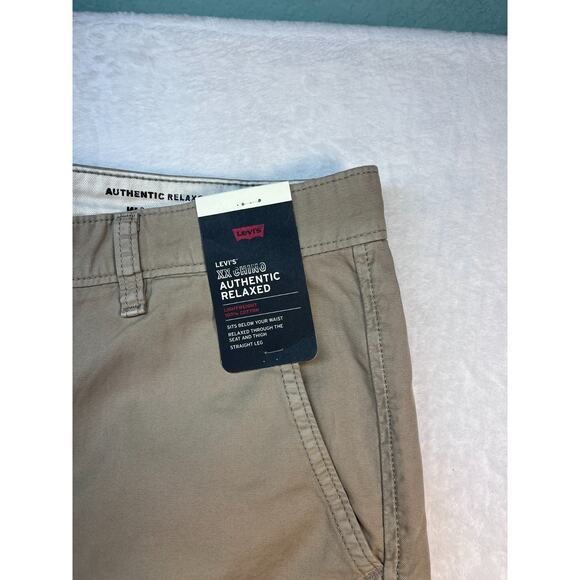 AUTHENTIC RELAX
Levi's
LEVI'S
XX CHINO
AUTHENTIC
RELAXED
LIGHTWEIGHT
100% COTTON
SITS BELOW YOUR WAIST
RELAXED THROUGH THE
SEAT AND THIGH
STRAIGHT LEG